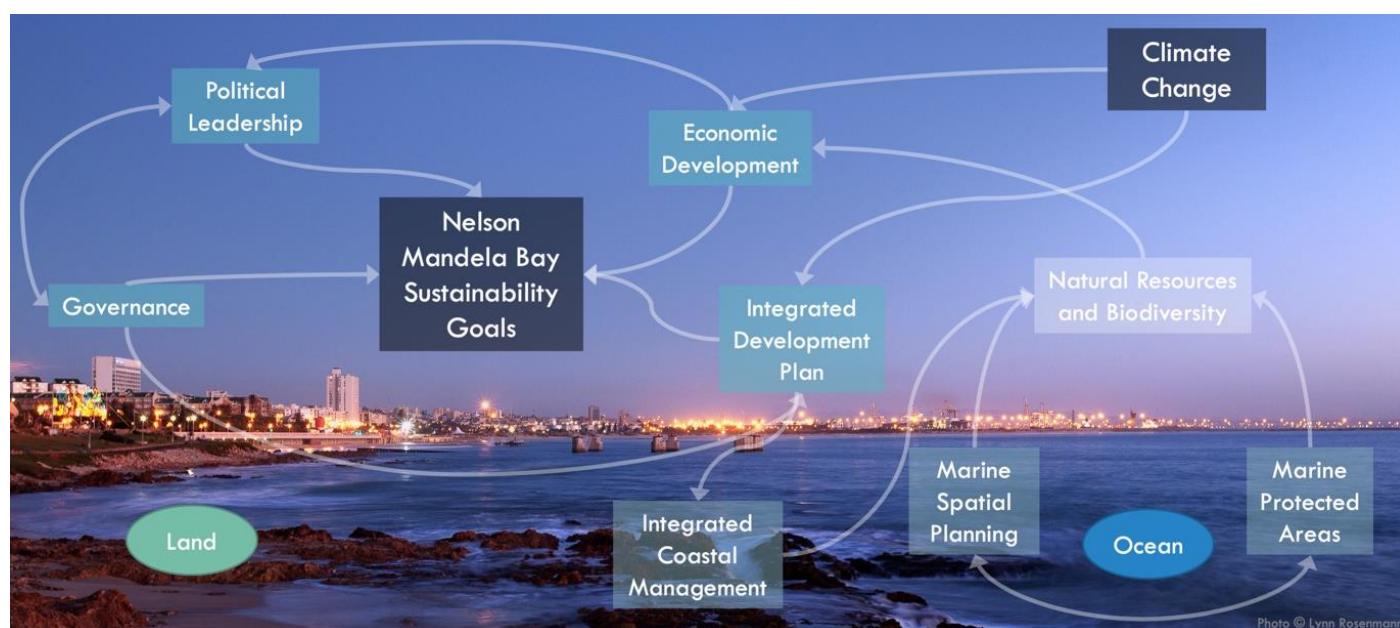 Climate
Change
Political
Leadership
Economic
Development
Nelson
Mandela Bay
Sustainability
Goals
Governance
Integrated
Development
Plan
Natural Resources
and Biodiversity
Integrated
Coastal
Management
Marine
Spatial
Planning
Marine
Protected
Areas
Land
Ocean
Photo © Lynn Rosenmann